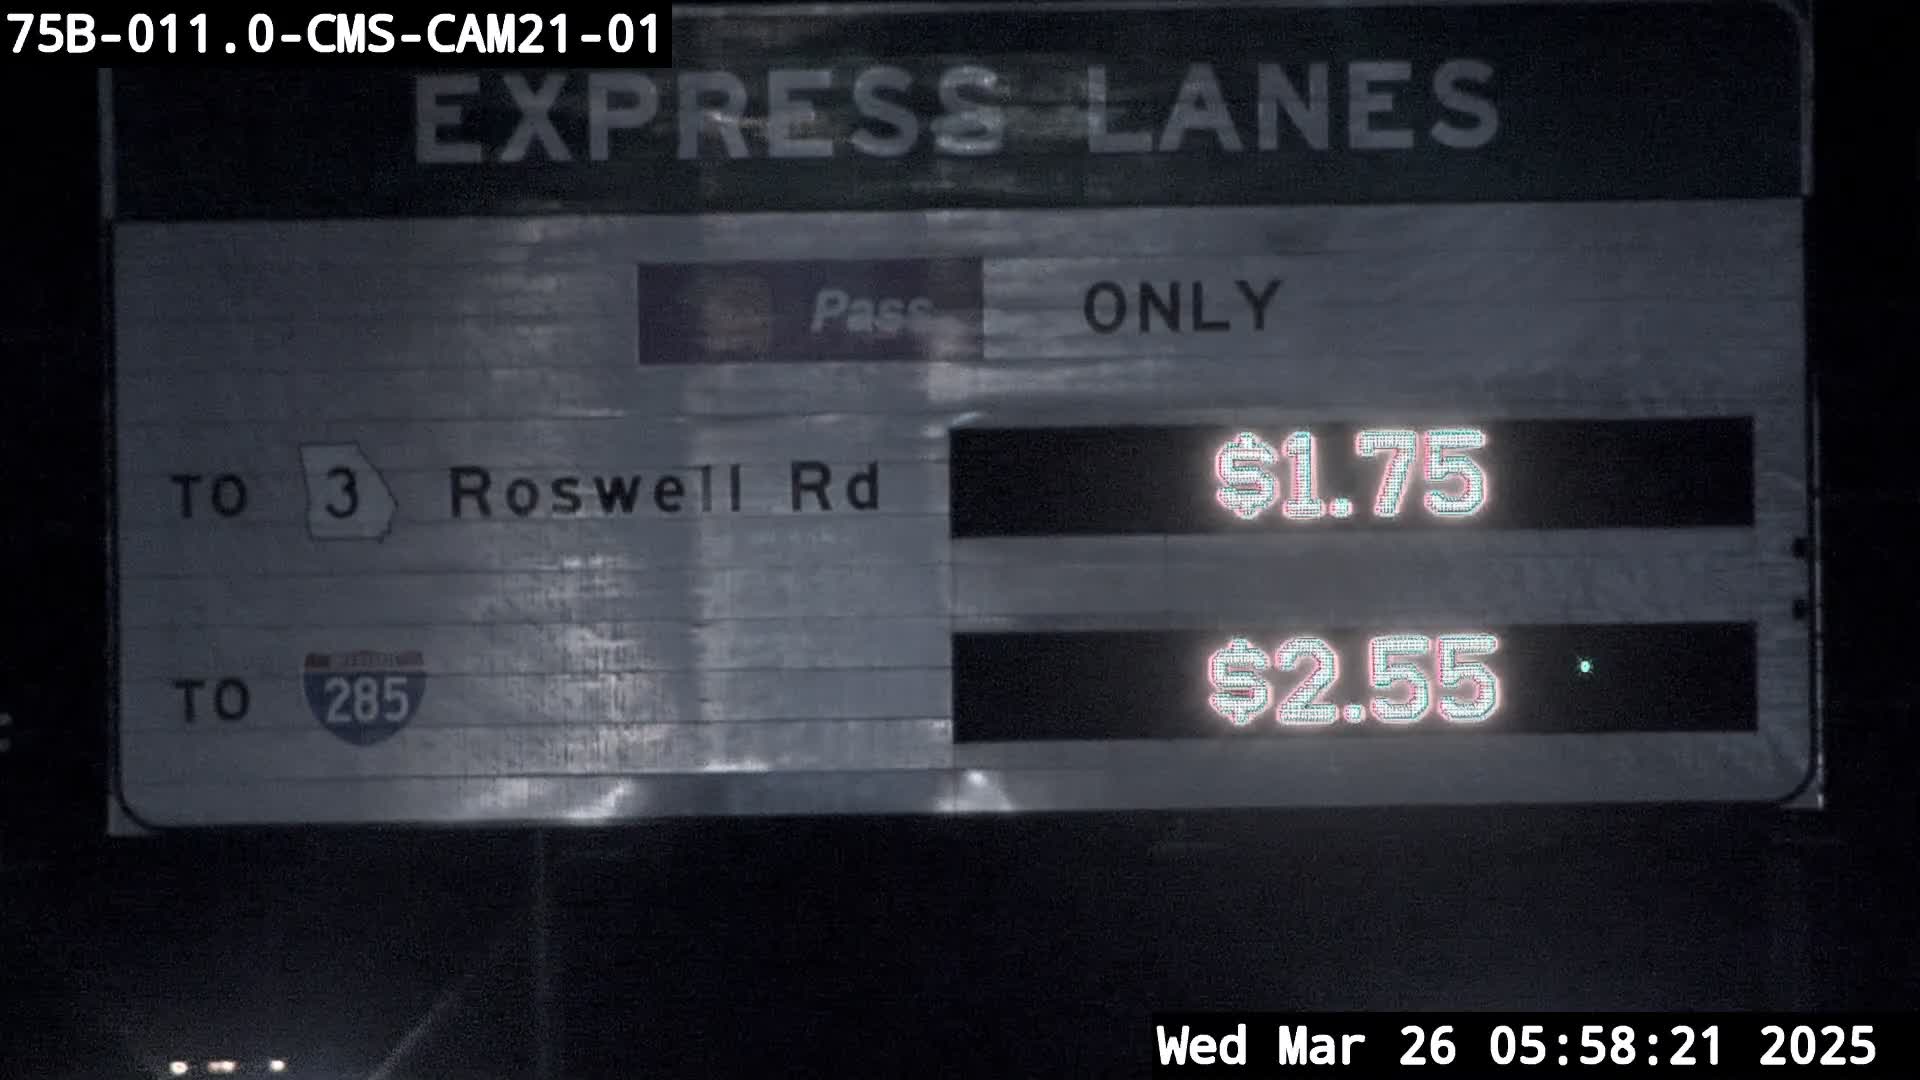 75B-011.0-CMS-CAM21-01
EXPRESS LANES
Pass ONLY
TO 3 Roswell Rd $1.75
TO 285 $2.55
Wed Mar 26 05:58:21 2025